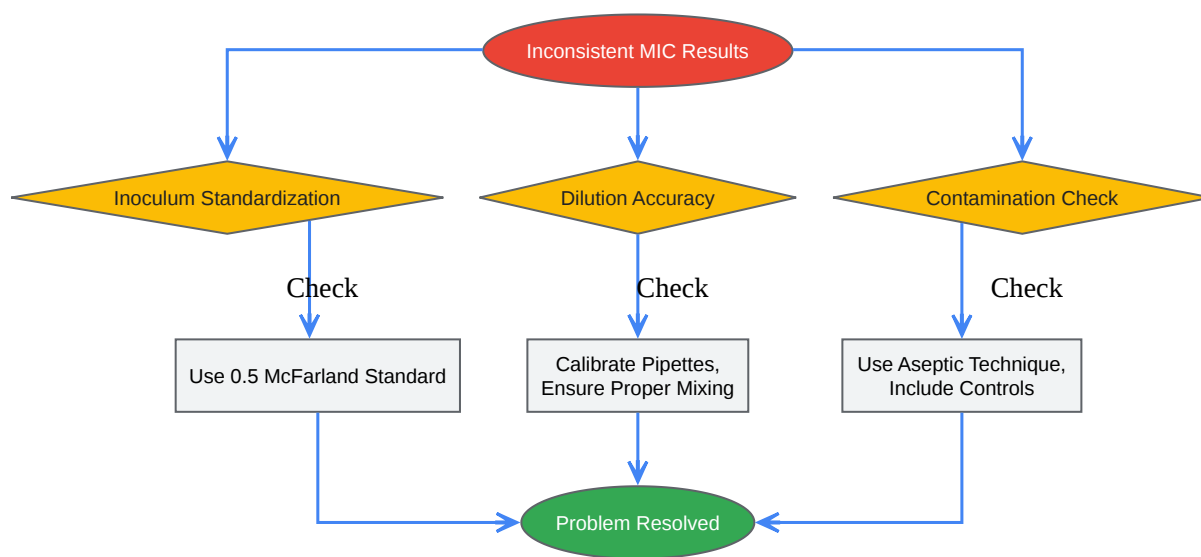 Inconsistent MIC Results
Inoculum Standardization
Dilution Accuracy
Contamination Check
Check
Check
Check
Use 0.5 McFarland Standard
Calibrate Pipettes,
Ensure Proper Mixing
Use Aseptic Technique,
Include Controls
Problem Resolved